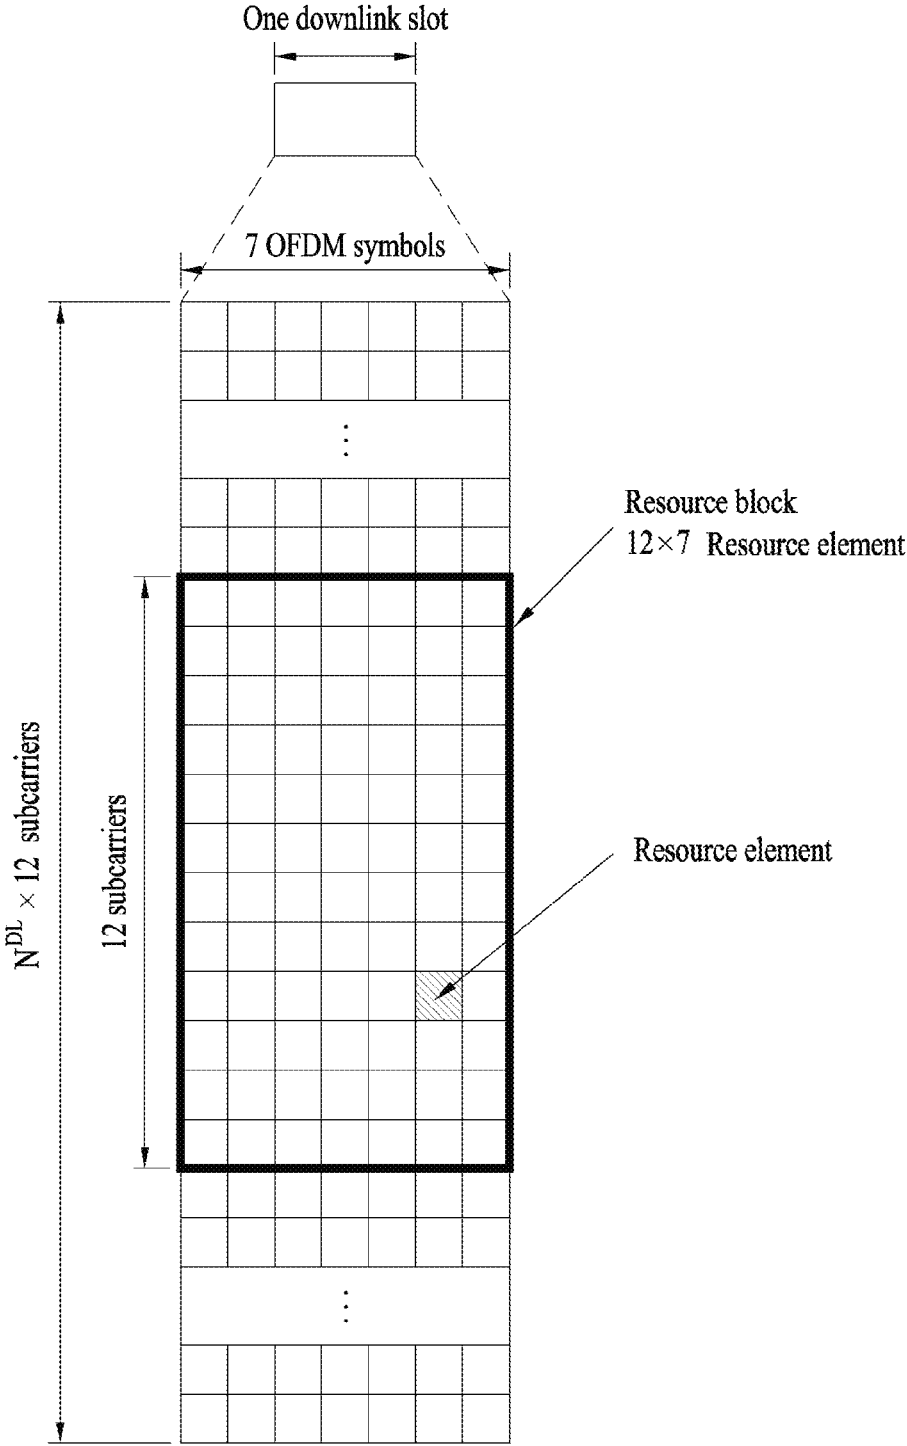 One downlink slot
7 OFDM symbols
Resource block
12×7 Resource element
N^DL × 12 subcarriers
12 subcarriers
Resource element